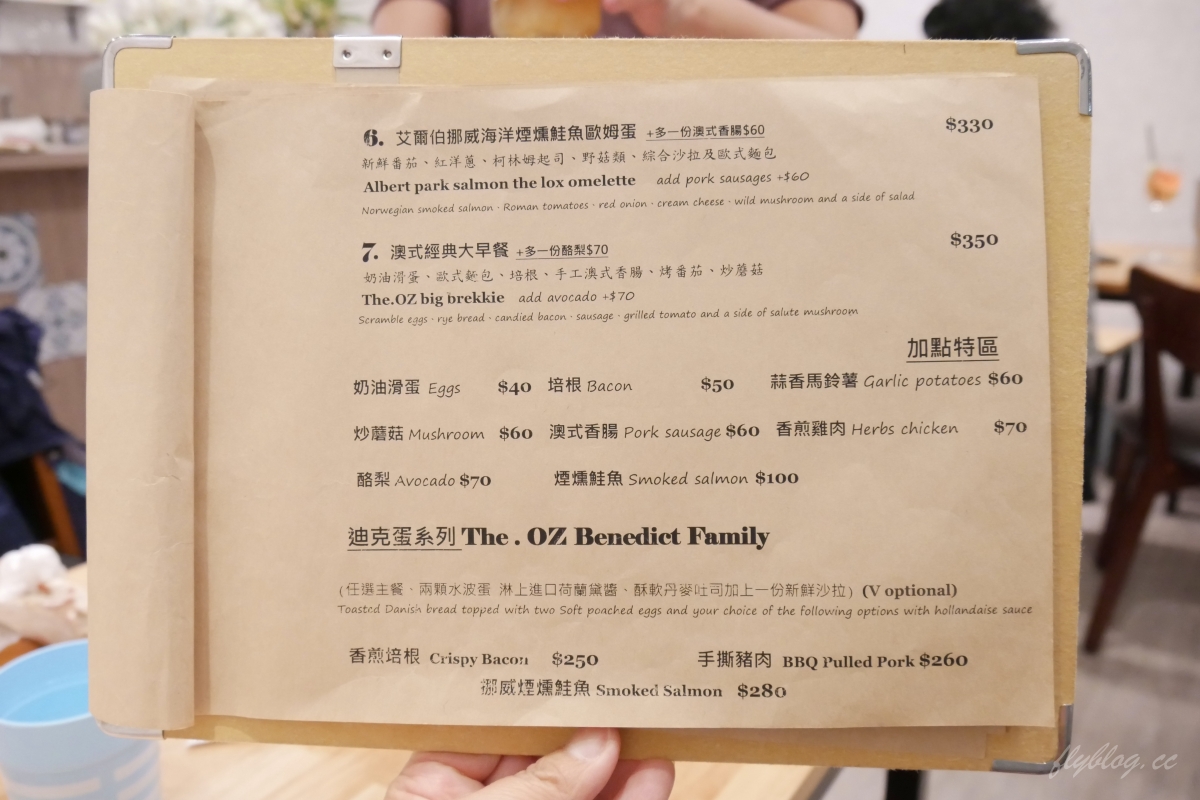 6. 艾爾伯挪威海洋煙燻鮭魚歐姆蛋 +多一份澳式香腸$60 $330
新鮮番茄、紅洋蔥、柯林姆起司、野菇類、綜合沙拉及歐式麵包
Albert park salmon the lox omelette add pork sausages +$60
Norwegian smoked salmon · Roman tomatoes · red onion · cream cheese · wild mushroom and a side of salad
7. 澳式經典大早餐 +多一份酪梨$70 $350
奶油滑蛋、歐式麵包、培根、手工澳式香腸、烤番茄、炒蘑菇
The.OZ big brekkie add avocado +$70
Scramble eggs · rye bread · candied bacon · sausage · grilled tomato and a side of salute mushroom
加點特區
奶油滑蛋 Eggs $40 培根 Bacon $50 蒜香馬鈴薯 Garlic potatoes $60
炒蘑菇 Mushroom $60 澳式香腸 Pork sausage $60 香煎雞肉 Herbs chicken $70
酪梨 Avocado $70 煙燻鮭魚 Smoked salmon $100
迪克蛋系列 The . OZ Benedict Family
(任選主餐、兩顆水波蛋 淋上進口荷蘭黛醬、酥軟丹麥吐司加上一份新鮮沙拉) (V optional)
Toasted Danish bread topped with two Soft poached eggs and your choice of the following options with hollandaise sauce
香煎培根 Crispy Bacon $250 手撕豬肉 BBQ Pulled Pork $260
挪威煙燻鮭魚 Smoked Salmon $280
flyblog.cc